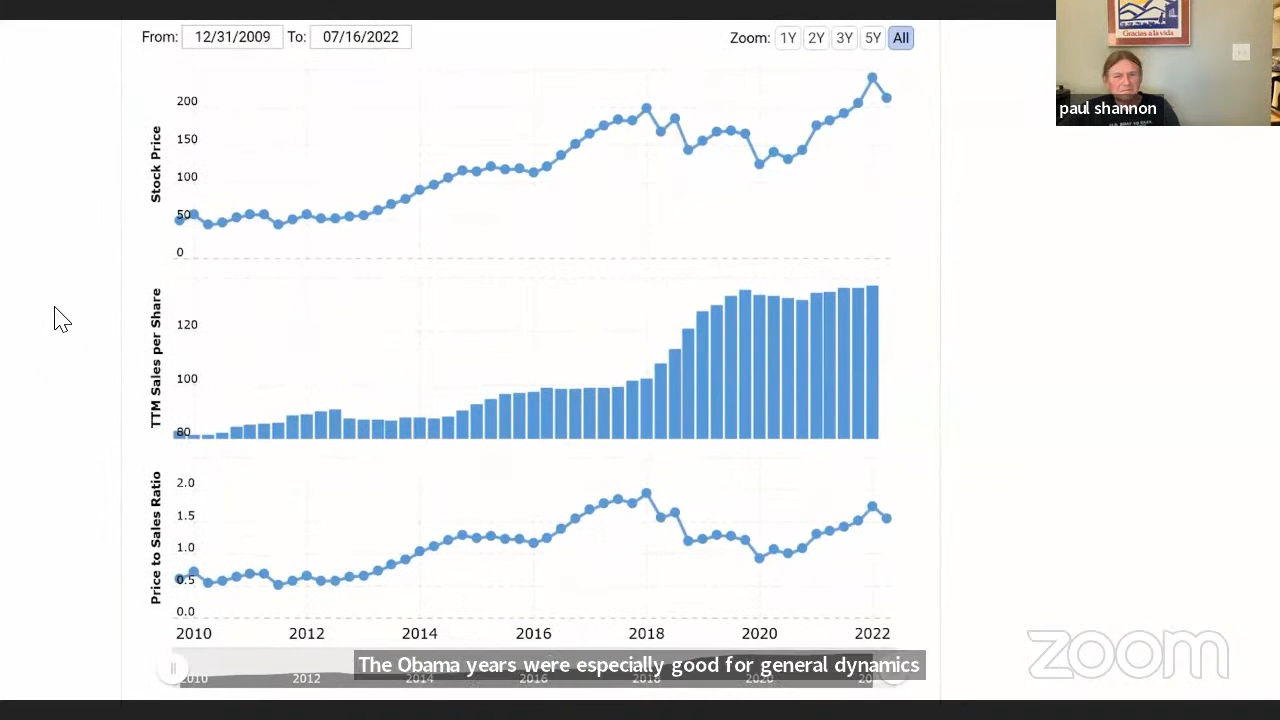 From: 12/31/2009 To: 07/16/2022
Zoom: 1Y 2Y 3Y 5Y All
Gracias a la vida
paul shannon
Stock Price
200
150
100
50
0
TTM Sales per Share
120
100
80
Price to Sales Ratio
2.0
1.5
1.0
0.5
0.0
2010 2012 2014 2016 2018 2020 2022
The Obama years were especially good for general dynamics
2010 2012 2014 2016 2018 2020
zoom